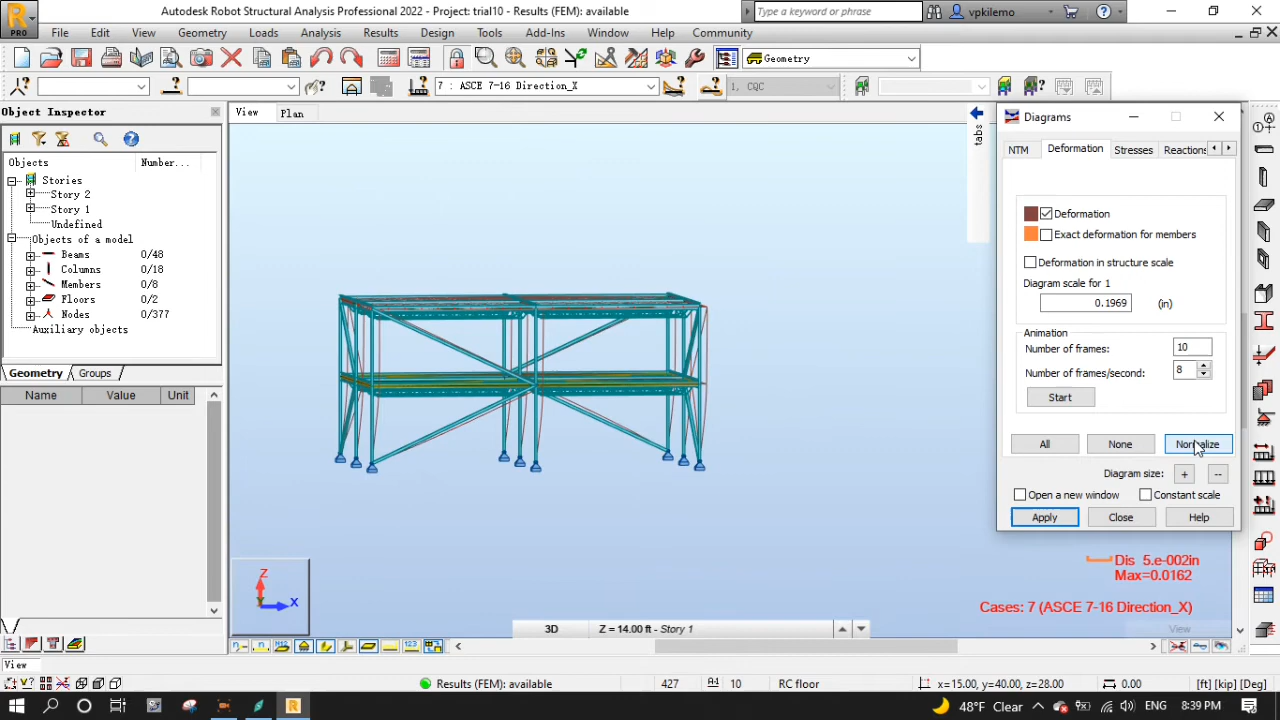 Autodesk Robot Structural Analysis Professional 2022 - Project: trial10 - Results (FEM): available
Type a keyword or phrase
vpkilemo
PRO
File Edit View Geometry Loads Analysis Results Design Tools Add-Ins Window Help Community
Geometry
7 : ASCE 7-16 Direction_X
1, CQC
Object Inspector
View Plan
tabs
Objects Number...
Stories
Story 2
Story 1
Undefined
Objects of a model
Beams 0/48
Columns 0/18
Members 0/8
Floors 0/2
Nodes 0/377
Auxiliary objects
Geometry Groups
Name Value Unit
Diagrams
NTM Deformation Stresses Reactions
Deformation
Exact deformation for members
Deformation in structure scale
Diagram scale for 1
0.1969 (in)
Animation
Number of frames: 10
Number of frames/second: 8
Start
All None Normalize
Diagram size: + --
Open a new window Constant scale
Apply Close Help
Dis 5.e-002in
Max=0.0162
Cases: 7 (ASCE 7-16 Direction_X)
Z
X
3D Z = 14.00 ft - Story 1
View
View
Results (FEM): available 427 10 RC floor x=15.00, y=40.00, z=28.00 0.00 [ft] [kip] [Deg]
48°F Clear ENG 8:39 PM